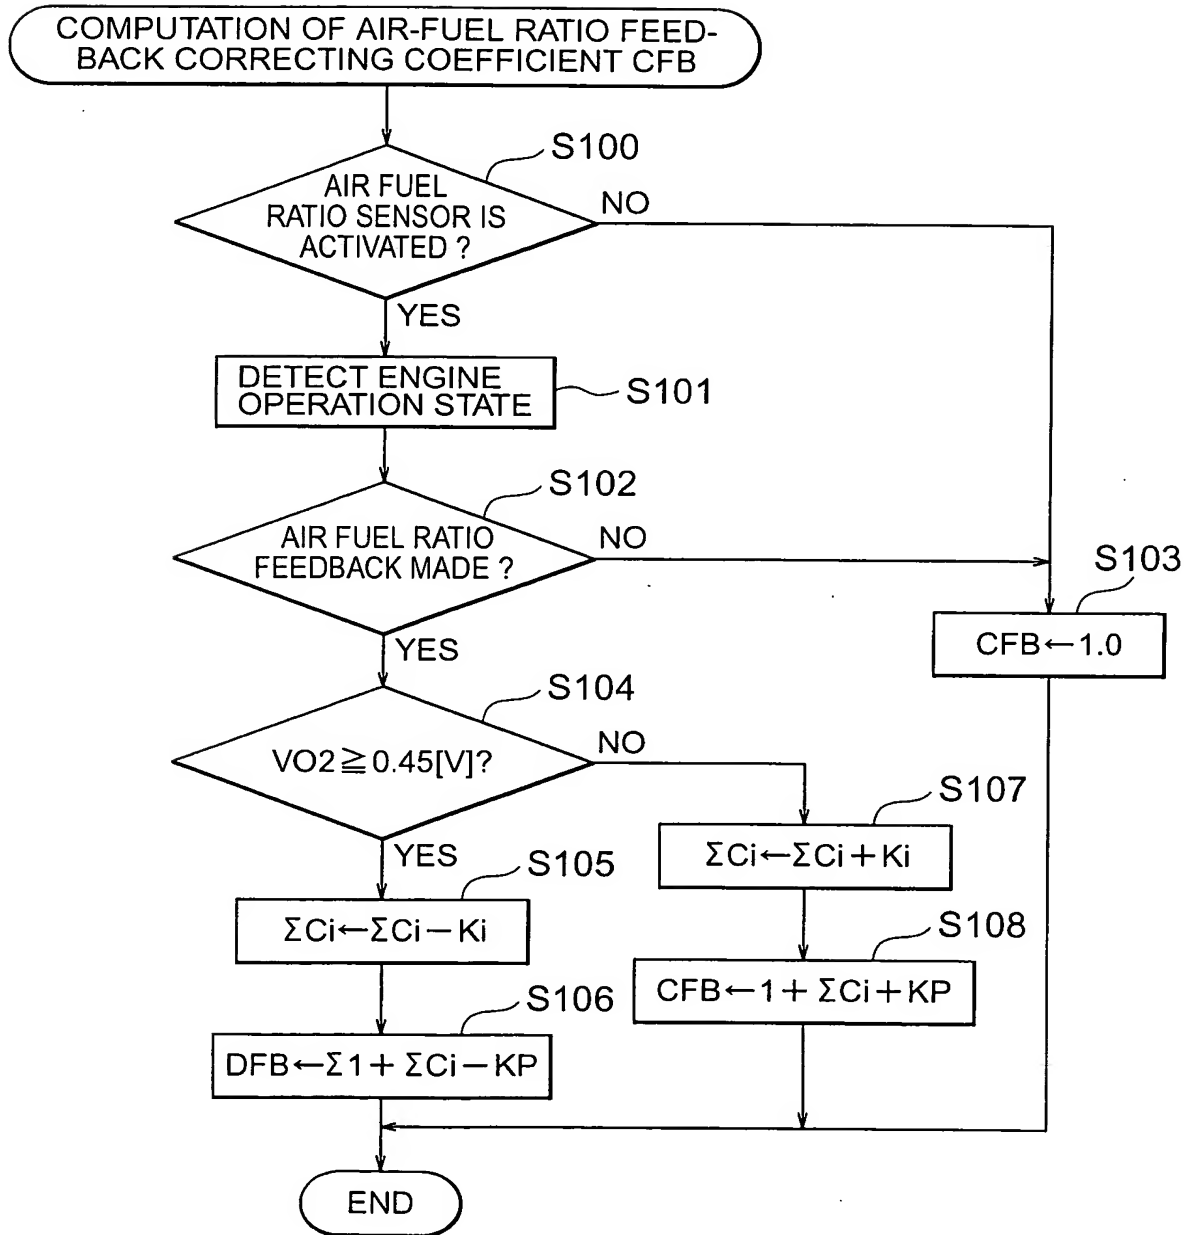 COMPUTATION OF AIR-FUEL RATIO FEED-
BACK CORRECTING COEFFICIENT CFB
S100
AIR FUEL
RATIO SENSOR IS
ACTIVATED ?
NO
YES
DETECT ENGINE
OPERATION STATE
S101
S102
AIR FUEL RATIO
FEEDBACK MADE ?
NO
YES
S103
CFB←1.0
S104
VO2≧0.45[V]?
NO
YES
S107
ΣCi←ΣCi+Ki
S105
ΣCi←ΣCi−Ki
S108
CFB←1+ΣCi+KP
S106
DFB←Σ1+ΣCi−KP
END